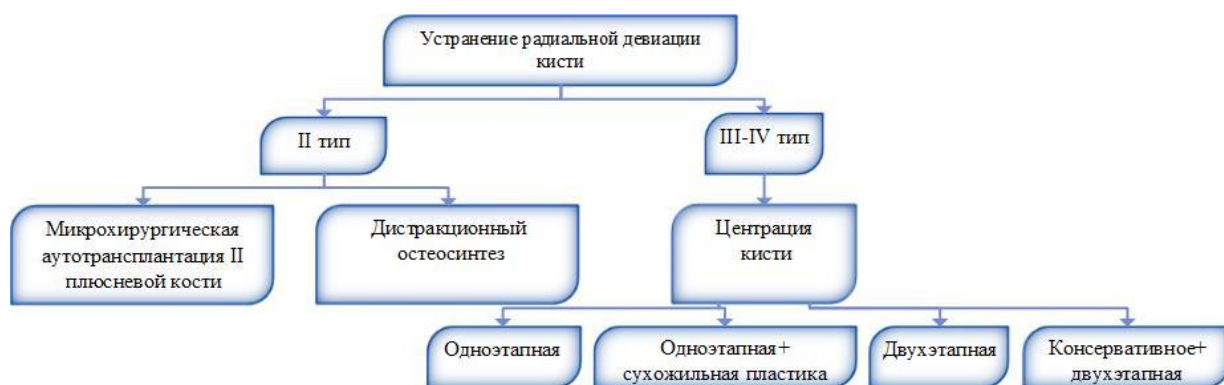 Устранение радиальной девиации
кисти
II тип
III-IV тип
Микрохирургическая
аутотрансплантация II
плюсневой кости
Дистракционный
остеосинтез
Центрация
кисти
Одноэтапная
Одноэтапная+
сухожильная пластика
Двухэтапная
Консервативное+
двухэтапная